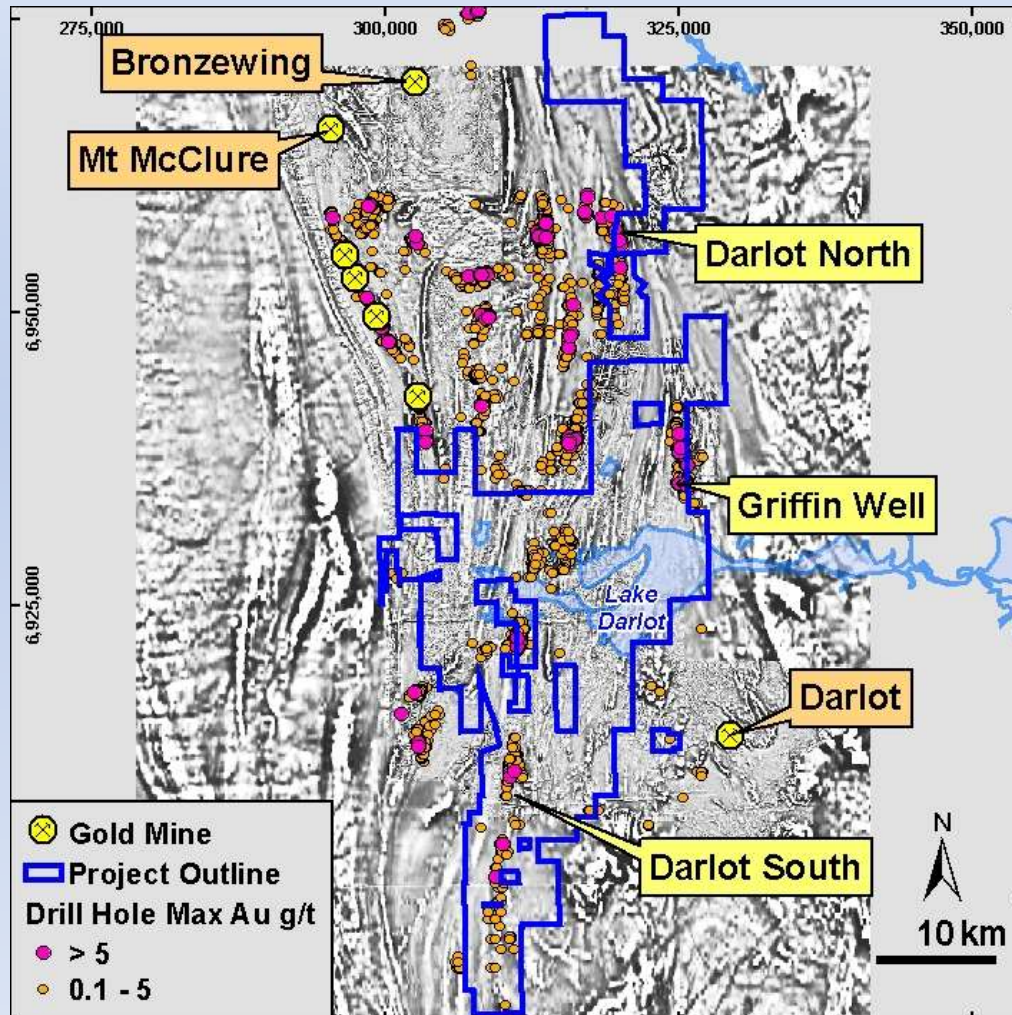 275,000
300,000
325,000
350,000
Bronzewing
Mt McClure
Darlot North
6,950,000
Griffin Well
6,925,000
Lake
Darlot
Darlot
Darlot South
Gold Mine
Project Outline
Drill Hole Max Au g/t
> 5
0.1 - 5
N
10 km